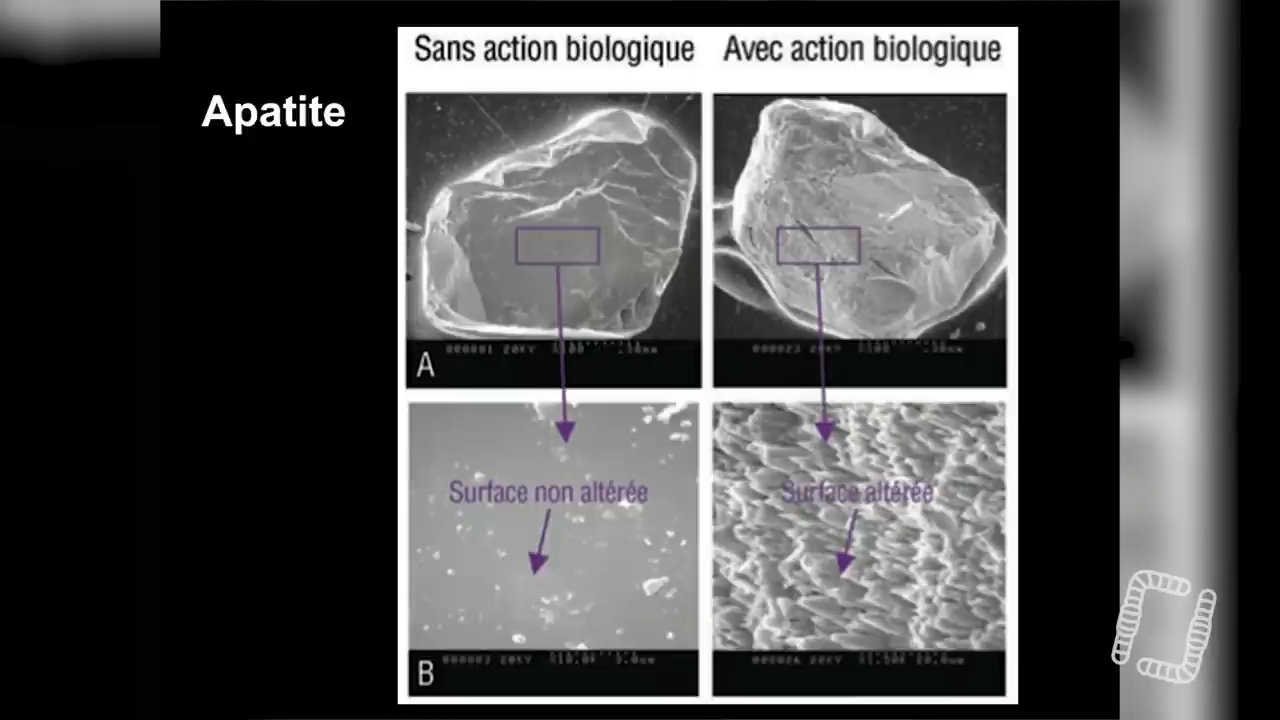 Sans action biologique
Avec action biologique
Apatite
A
Surface non altérée
Surface altérée
B